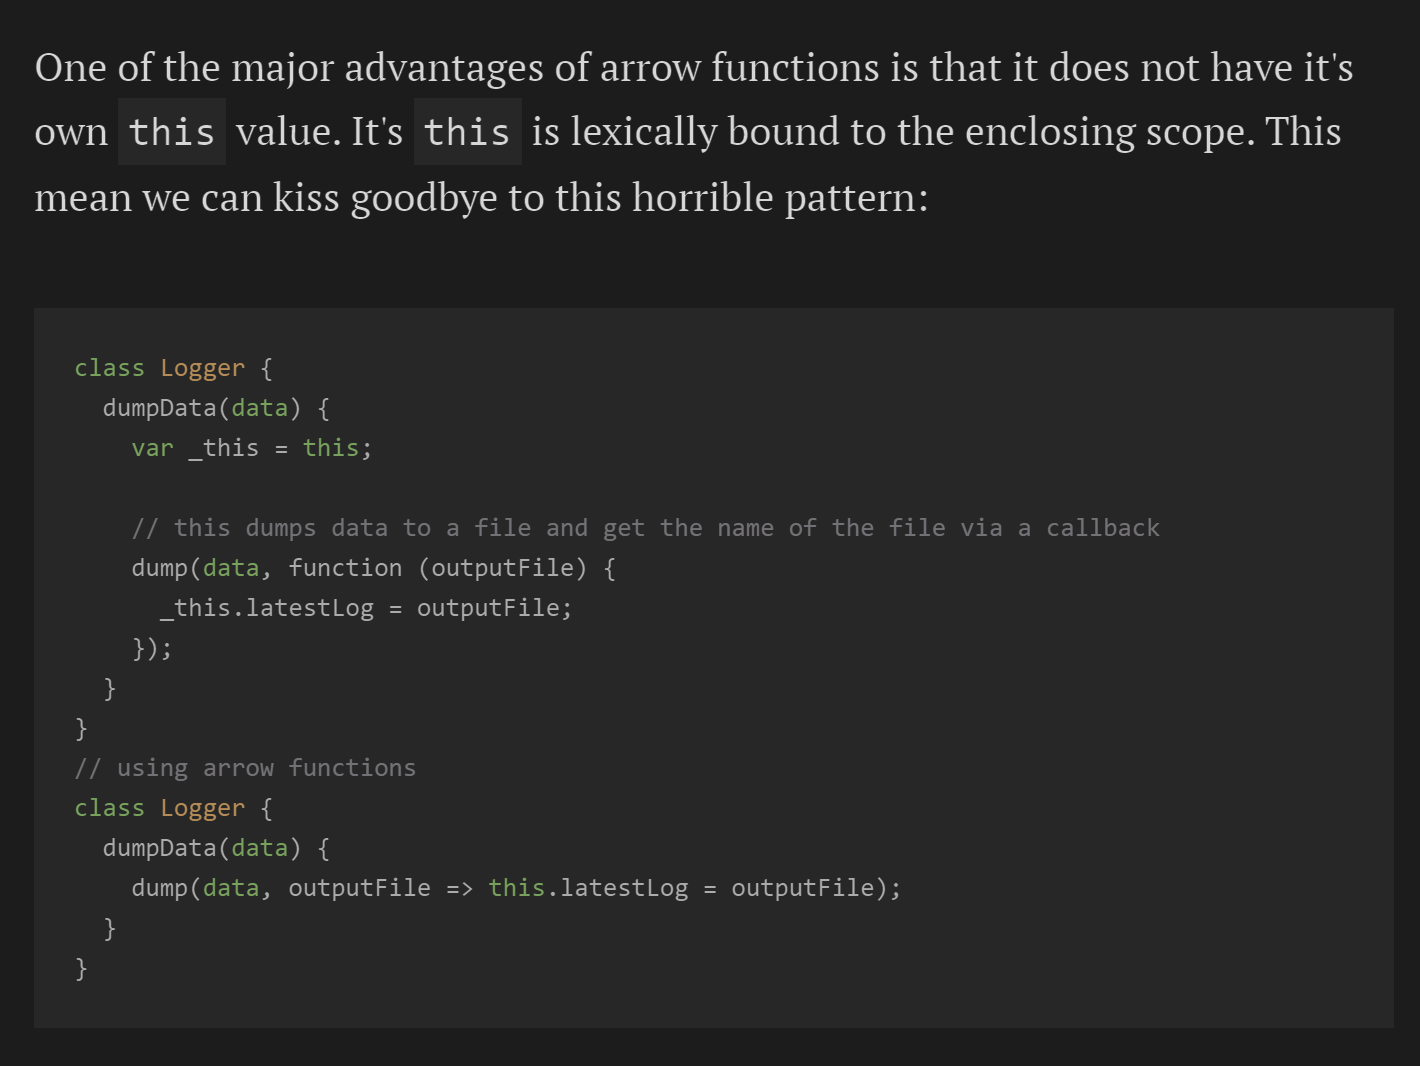 One of the major advantages of arrow functions is that it does not have it's
own this value. It's this is lexically bound to the enclosing scope. This
mean we can kiss goodbye to this horrible pattern:
class Logger {
  dumpData(data) {
    var _this = this;
    // this dumps data to a file and get the name of the file via a callback
    dump(data, function (outputFile) {
      _this.latestLog = outputFile;
    });
  }
}
// using arrow functions
class Logger {
  dumpData(data) {
    dump(data, outputFile => this.latestLog = outputFile);
  }
}